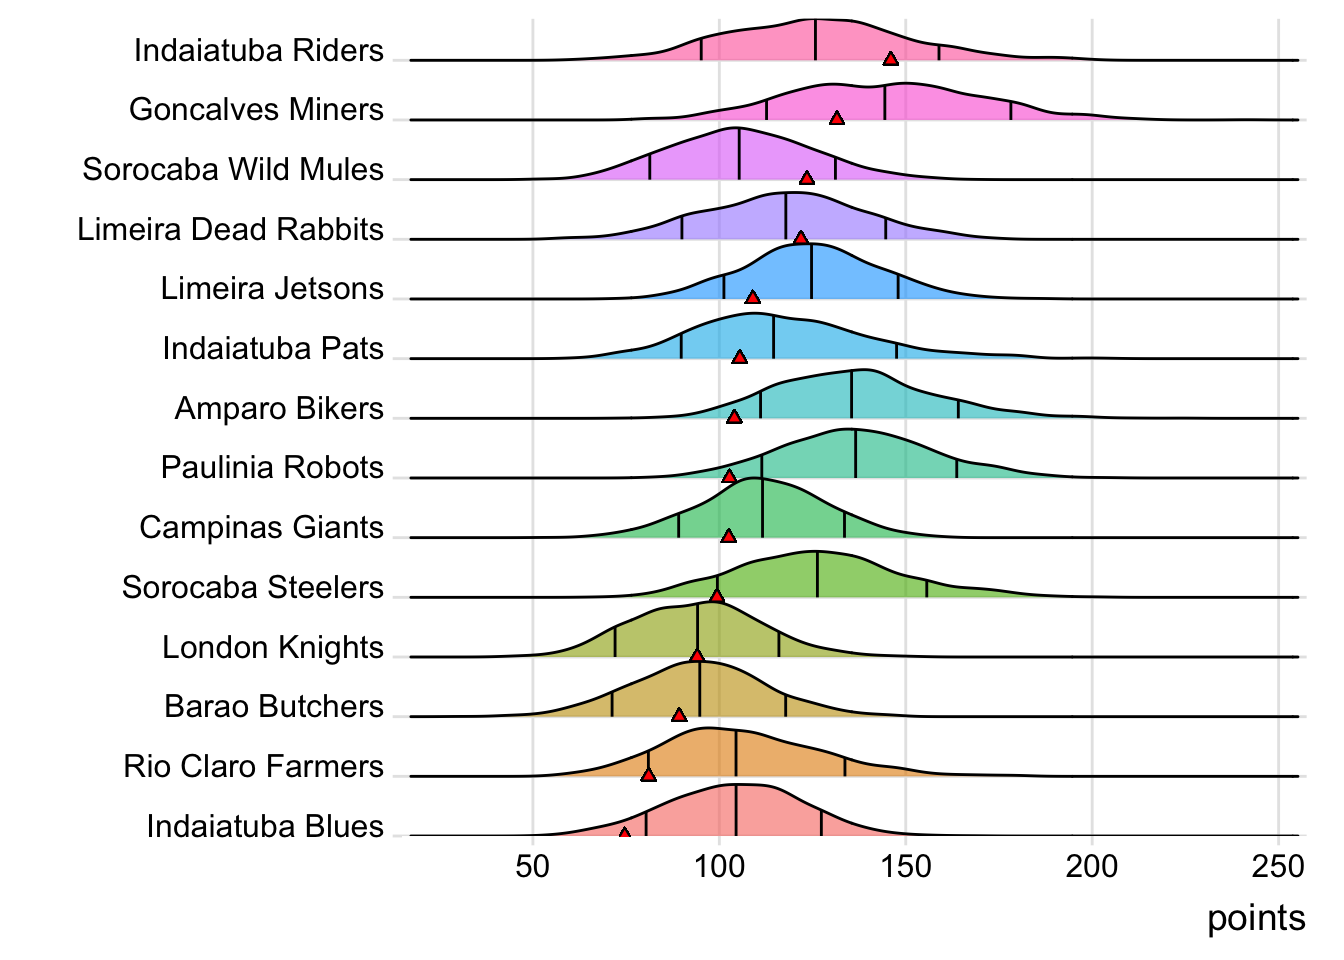 Indaiatuba Riders
Goncalves Miners
Sorocaba Wild Mules
Limeira Dead Rabbits
Limeira Jetsons
Indaiatuba Pats
Amparo Bikers
Paulinia Robots
Campinas Giants
Sorocaba Steelers
London Knights
Barao Butchers
Rio Claro Farmers
Indaiatuba Blues
50 100 150 200 250
points